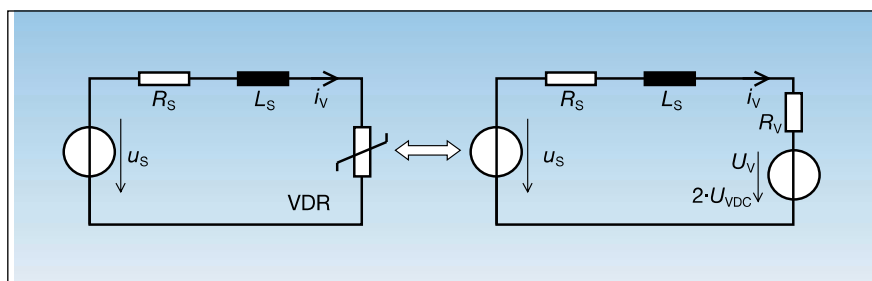 R_S L_S i_V
u_S
VDR
R_S L_S i_V
R_V
u_S
U_V
2·U_VDC